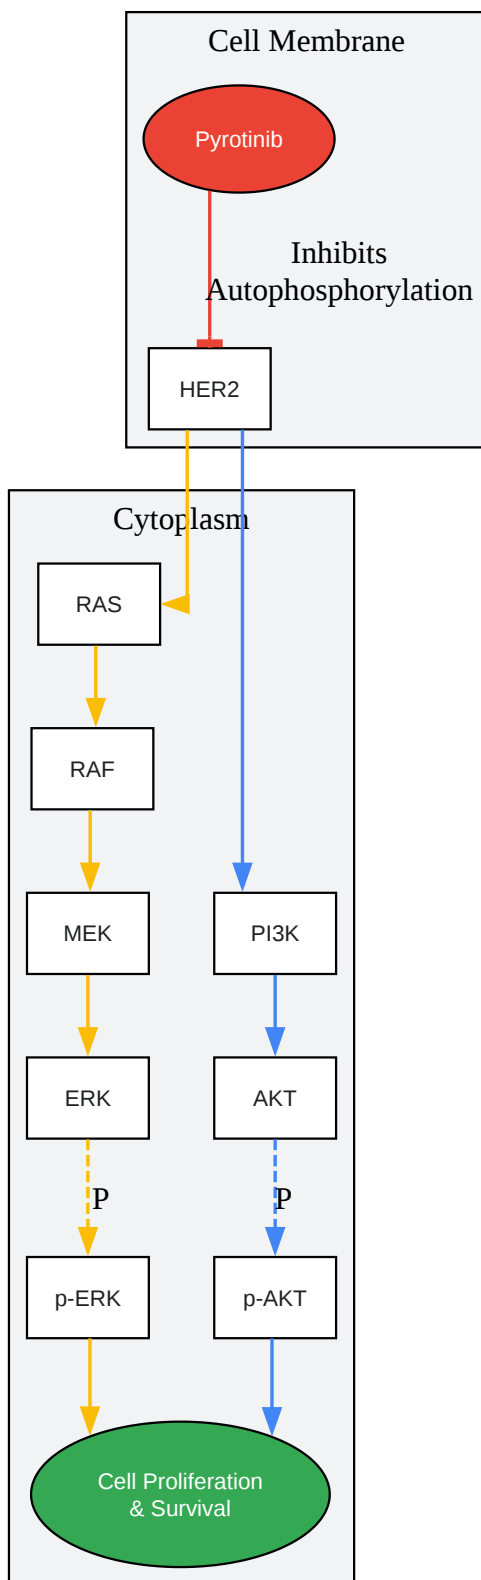 Cell Membrane
Pyrotinib
Inhibits
Autophosphorylation
HER2
Cytoplasm
RAS
RAF
MEK
PI3K
ERK
AKT
P
P
p-ERK
p-AKT
Cell Proliferation
& Survival